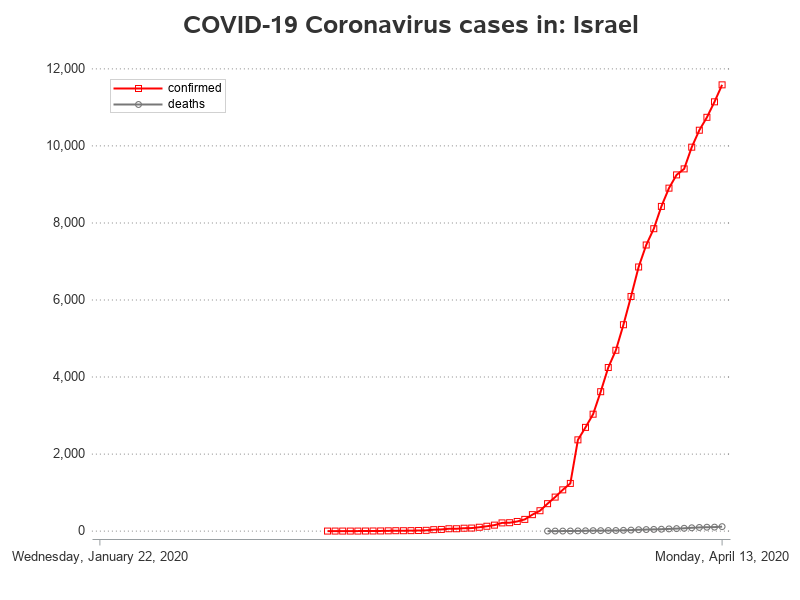 COVID-19 Coronavirus cases in: Israel
12,000
confirmed
deaths
10,000
8,000
6,000
4,000
2,000
0
Wednesday, January 22, 2020
Monday, April 13, 2020